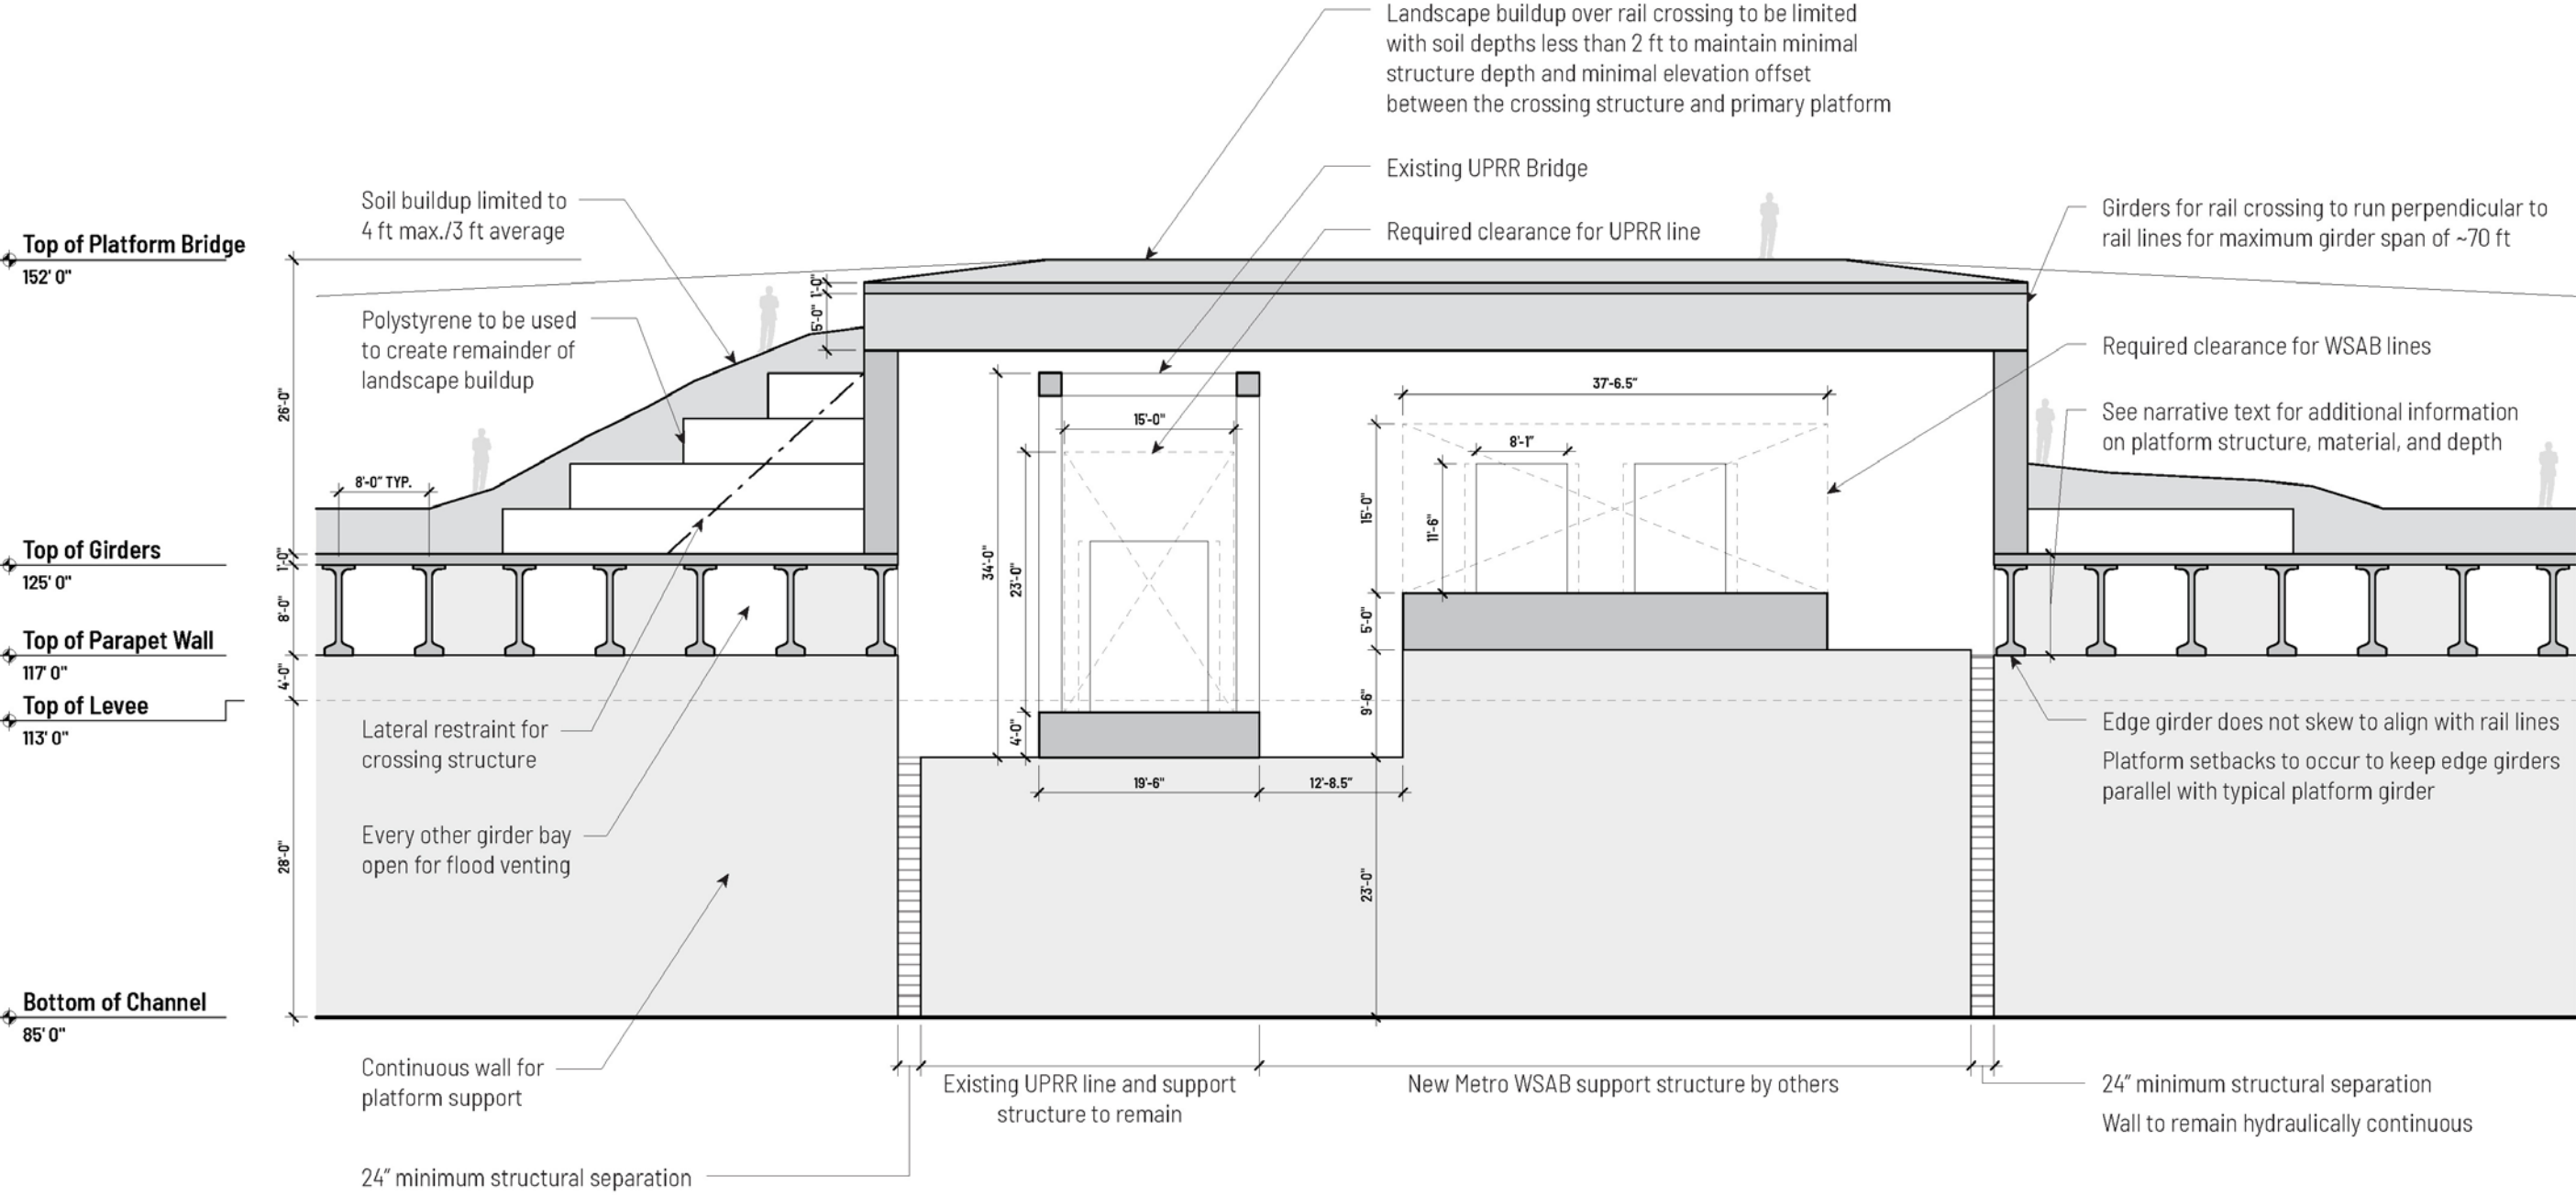 Landscape buildup over rail crossing to be limited
with soil depths less than 2 ft to maintain minimal
structure depth and minimal elevation offset
between the crossing structure and primary platform
Existing UPRR Bridge
Required clearance for UPRR line
Soil buildup limited to
4 ft max./3 ft average
Girders for rail crossing to run perpendicular to
rail lines for maximum girder span of ~70 ft
Top of Platform Bridge
152' 0"
Polystyrene to be used
to create remainder of
landscape buildup
Required clearance for WSAB lines
See narrative text for additional information
on platform structure, material, and depth
1'-0"
5'-0"
26'-0"
8'-0" TYP.
15'-0"
37'-6.5"
8'-1"
11'-6"
15'-0"
34'-0"
23'-0"
5'-0"
4'-0"
9'-6"
19'-6"
12'-8.5"
23'-0"
Top of Girders
125' 0"
1'-0"
8'-0"
Top of Parapet Wall
117' 0"
4'-0"
Top of Levee
113' 0"
28'-0"
Lateral restraint for
crossing structure
Every other girder bay
open for flood venting
Edge girder does not skew to align with rail lines
Platform setbacks to occur to keep edge girders
parallel with typical platform girder
Bottom of Channel
85' 0"
Continuous wall for
platform support
Existing UPRR line and support
structure to remain
New Metro WSAB support structure by others
24" minimum structural separation
Wall to remain hydraulically continuous
24" minimum structural separation